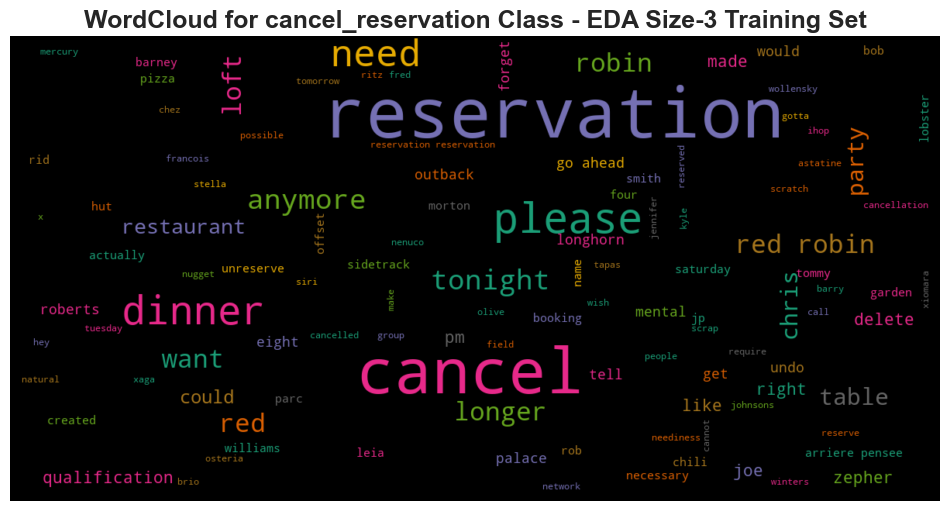 WordCloud for cancel_reservation Class - EDA Size-3 Training Set
mercury
barney
pizza
loft
need
ritz
fred
tomorrow
forget
robin
made
would
bob
wollensky
lobster
chez
possible
reservation
gotta
ihop
reservation reservation
rid
francois
stella
outback
go ahead
smith
four
reserved
astatine
scratch
party
cancellation
x
hut
anymore
morton
please
jennifer
kyle
restaurant
offset
nenuco
longhorn
red robin
actually
nugget
unreserve
siri
sidetrack
tonight
name
tapas
saturday
tommy
barry
garden
xiomara
roberts
dinner
make
olive
wish
booking
mental
jp
chris
call
delete
tuesday
hey
eight
cancelled
group
pm
field
scrap
want
cancel
people
require
undo
natural
xaga
tell
get
right
table
could
parc
longer
like
johnsons
created
red
williams
leia
rob
neediness
cannot
reserve
osteria
palace
chili
arriere pensee
qualification
brio
network
necessary
joe
winters
zepher